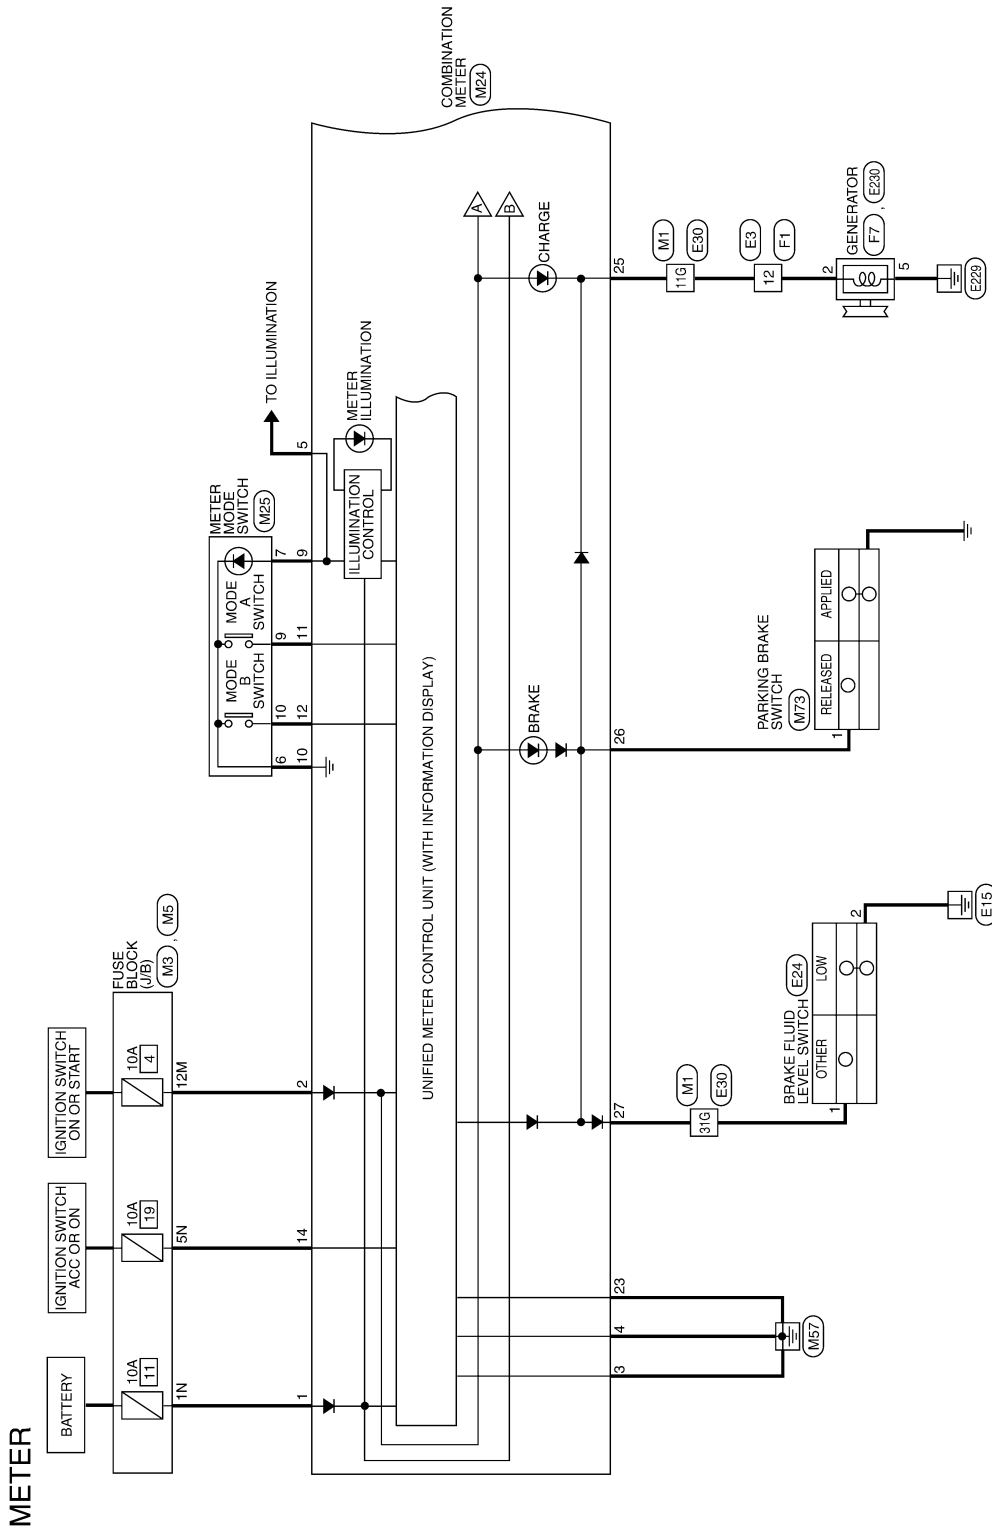 METER
BATTERY
IGNITION SWITCH
ACC OR ON
IGNITION SWITCH
ON OR START
10A
11
10A
19
10A
4
FUSE
BLOCK
(J/B)
M3 , M5
1N
5N
12M
1
14
2
METER
MODE
SWITCH
M25
MODE
B
SWITCH
MODE
A
SWITCH
6
10
9
7
10
12
11
9
5
TO ILLUMINATION
ILLUMINATION
CONTROL
METER
ILLUMINATION
COMBINATION
METER
M24
UNIFIED METER CONTROL UNIT (WITH INFORMATION DISPLAY)
A
B
BRAKE
CHARGE
3
4
23
27
26
25
M57
31G
M1
E30
BRAKE FLUID
LEVEL SWITCH
E24
OTHER
LOW
1
2
E15
PARKING BRAKE
SWITCH
M73
RELEASED
APPLIED
1
11G
M1
E30
12
E3
F1
GENERATOR
F7 , E230
2
5
E229